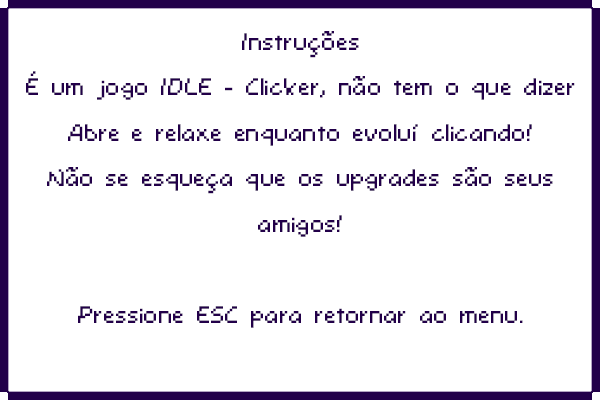 Instruções
É um jogo IDLE - Clicker, não tem o que dizer
Abre e relaxe enquanto evoluí clicando!
Não se esqueça que os upgrades são seus
amigos!
Pressione ESC para retornar ao menu.